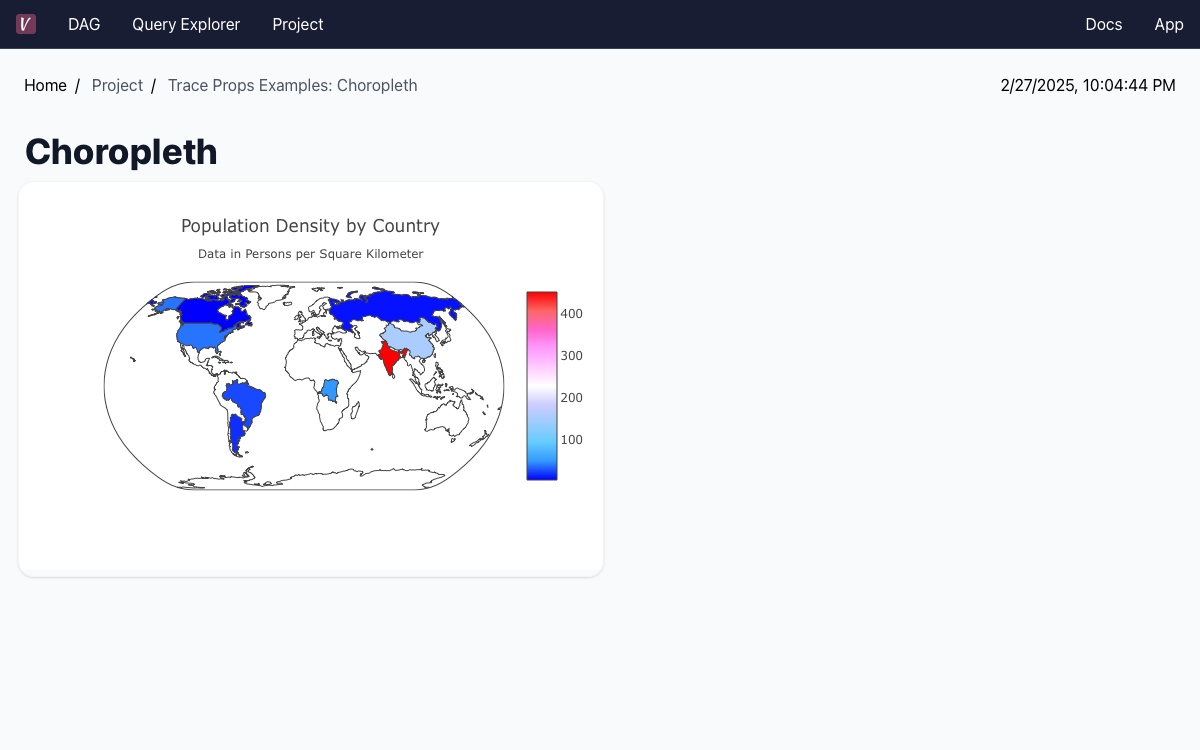 V DAG Query Explorer Project Docs App
Home / Project / Trace Props Examples: Choropleth 2/27/2025, 10:04:44 PM
Choropleth
Population Density by Country
Data in Persons per Square Kilometer
400
300
200
100